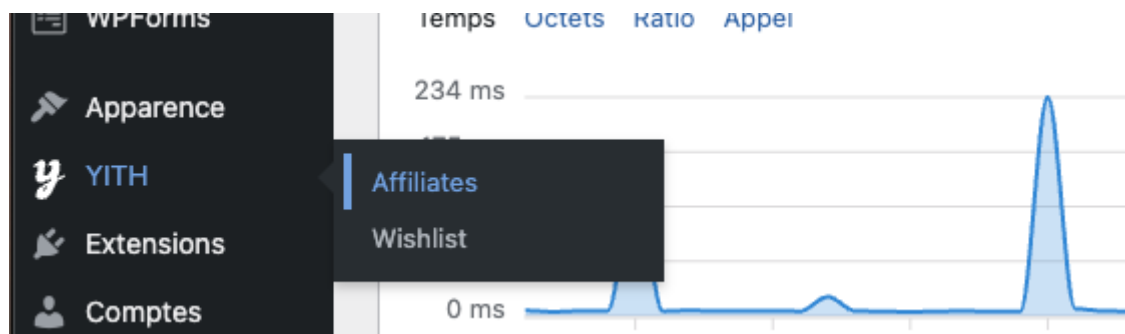 WPForms
Apparence
YITH
Extensions
Comptes
Temps Octets Ratio Appel
234 ms
Affiliates
Wishlist
0 ms